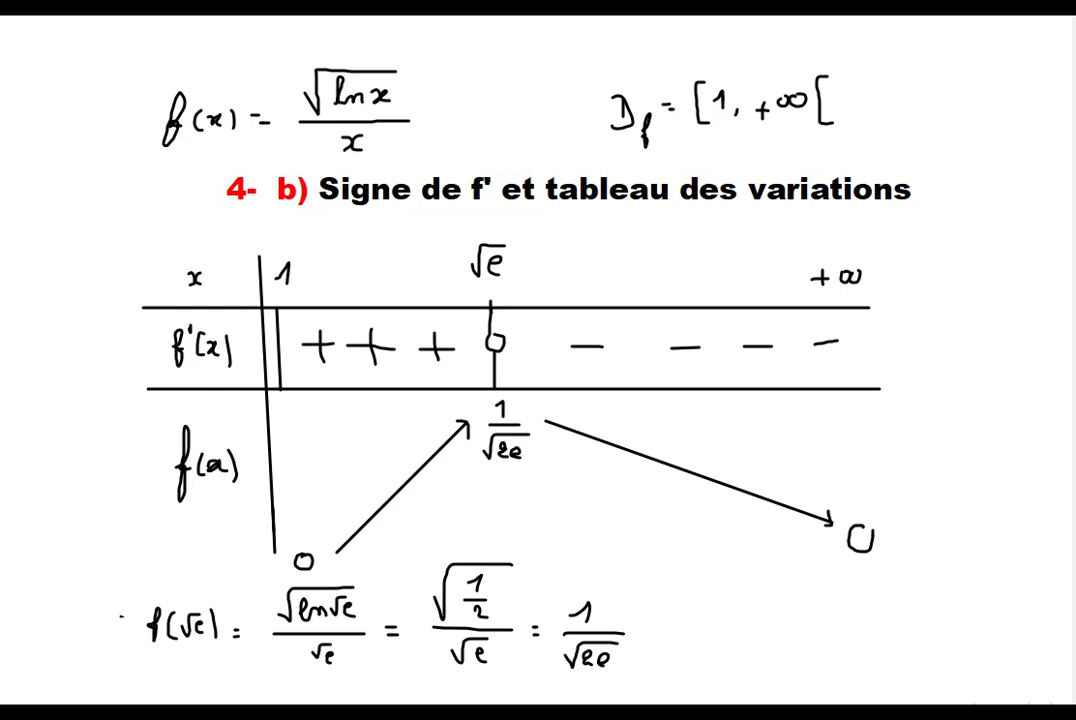 f(x) = √(ln x) / x   D_f = [1, +∞[
4- b) Signe de f' et tableau des variations
x 1 √e +∞
f'(x) + + + 0 − − − −
f(x) 0 1/√(2e) 0
f(√e) = √(ln√e) / √e = √(1/2) / √e = 1/√(2e)